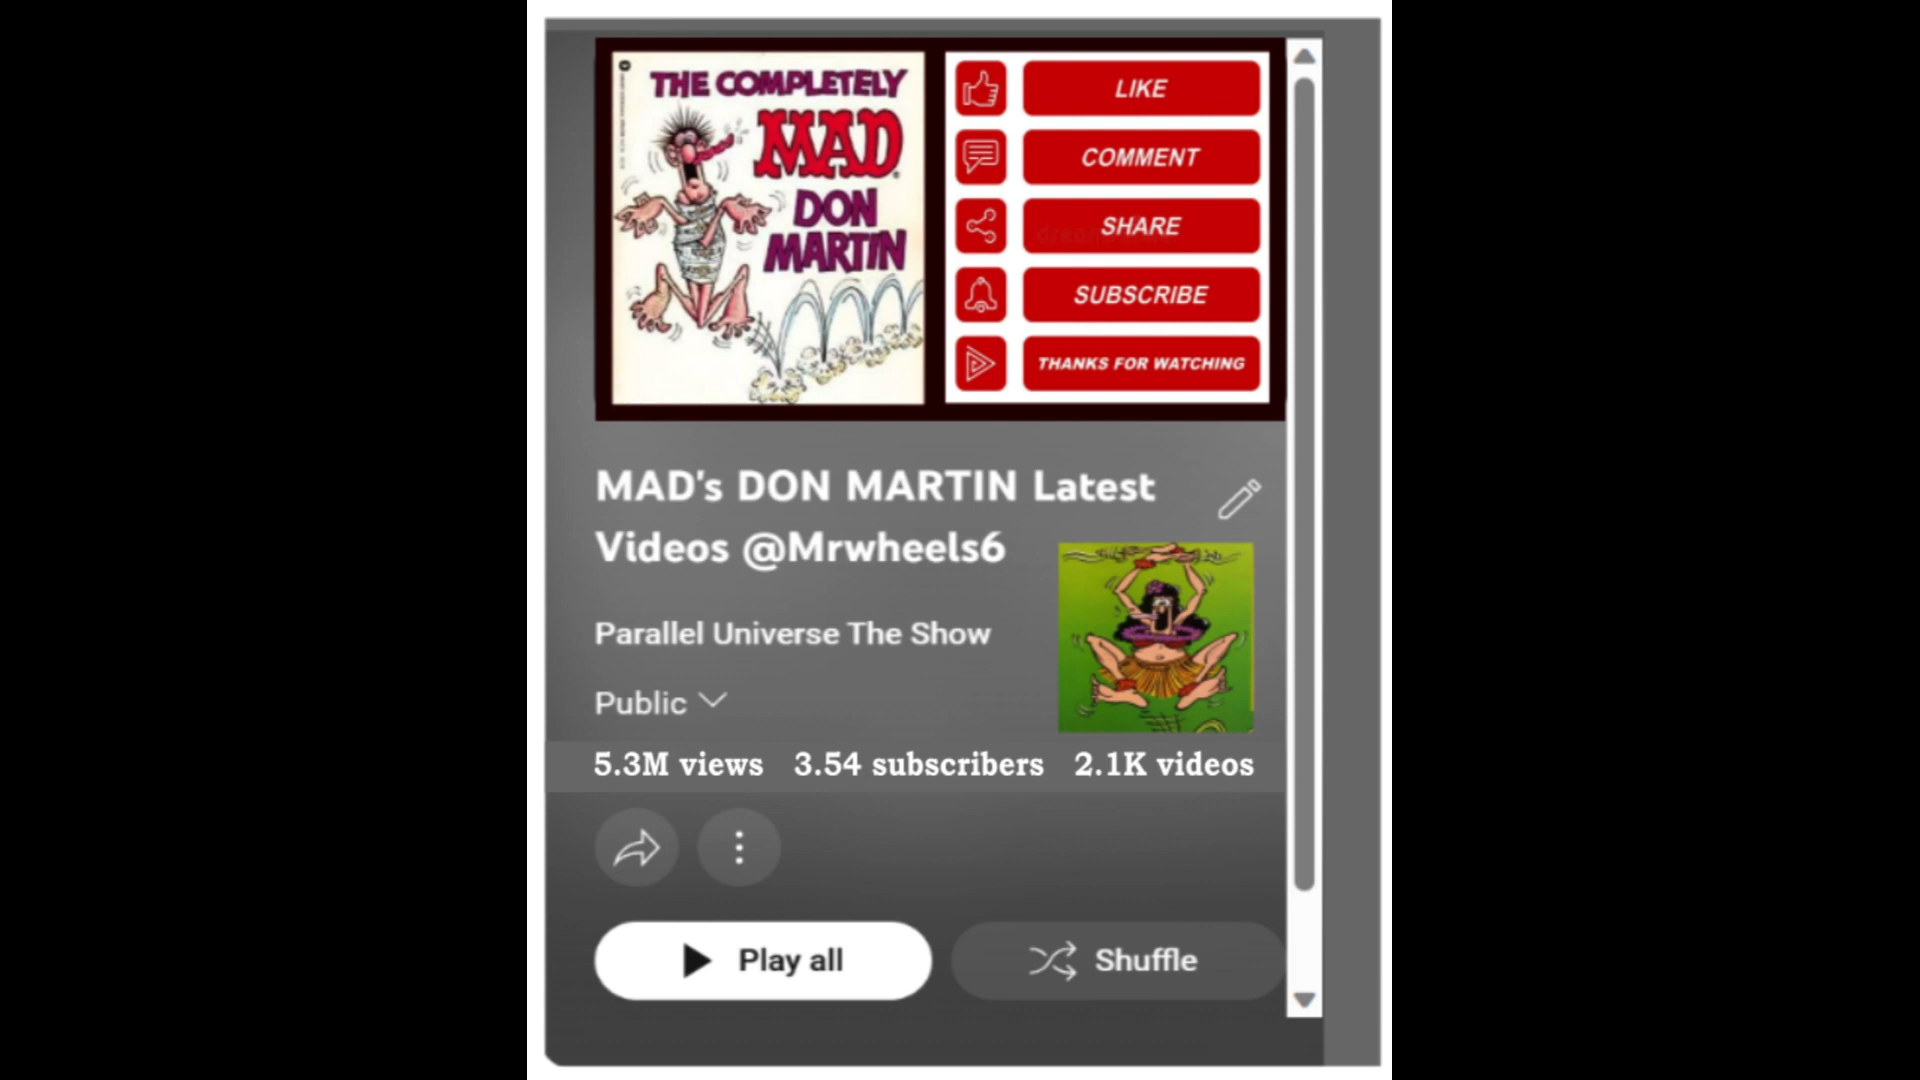 THE COMPLETELY
MAD
DON
MARTIN
LIKE
COMMENT
SHARE
SUBSCRIBE
THANKS FOR WATCHING
MAD's DON MARTIN Latest
Videos @Mrwheels6
Parallel Universe The Show
Public
5.3M views 3.54 subscribers 2.1K videos
Play all
Shuffle